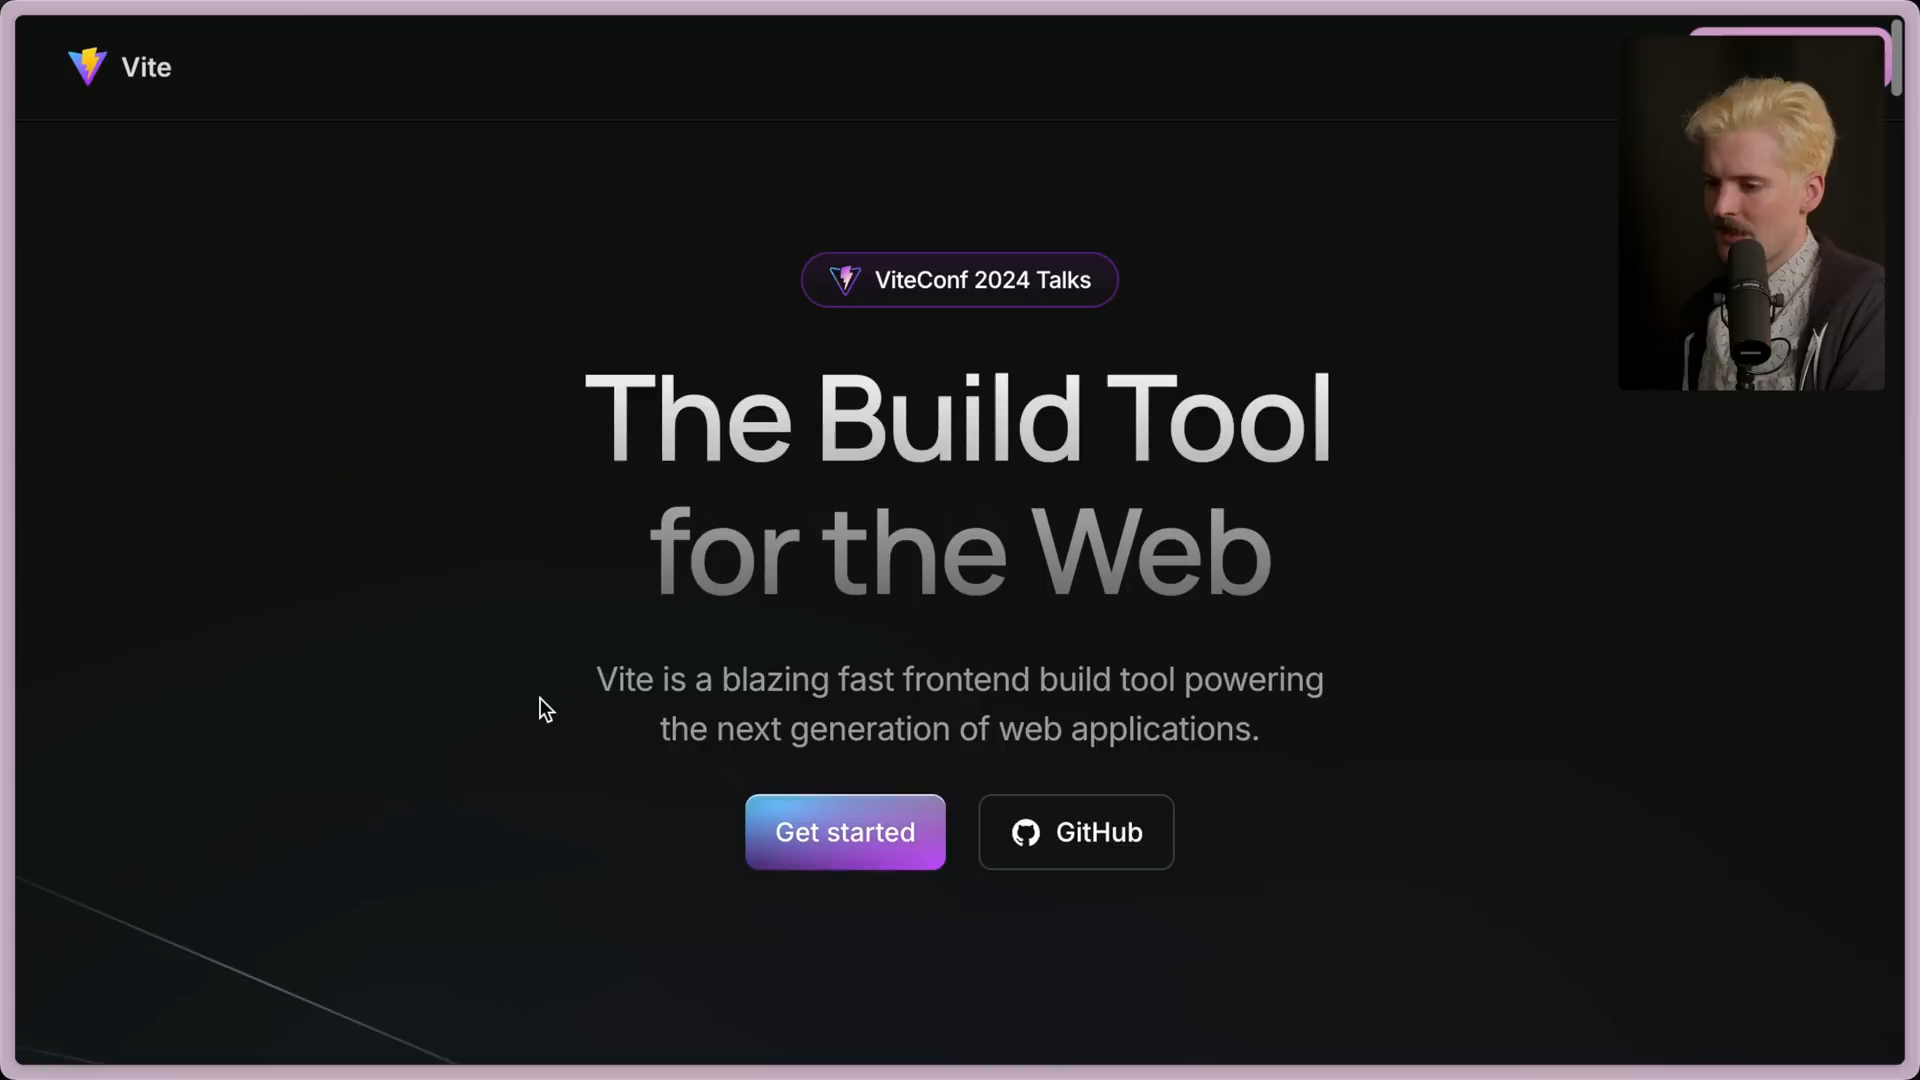 Vite
ViteConf 2024 Talks
The Build Tool
for the Web
Vite is a blazing fast frontend build tool powering
the next generation of web applications.
Get started
GitHub